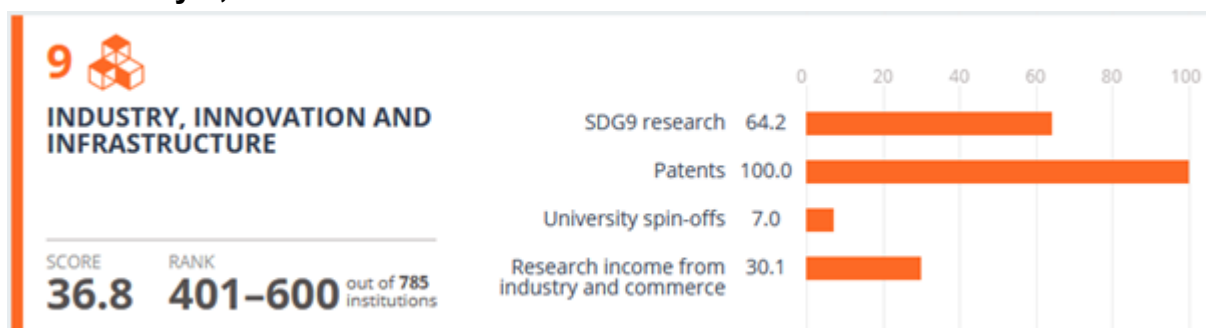 9
INDUSTRY, INNOVATION AND
INFRASTRUCTURE
SCORE
36.8
RANK
401–600 out of 785
institutions
0 20 40 60 80 100
SDG9 research 64.2
Patents 100.0
University spin-offs 7.0
Research income from 30.1
industry and commerce